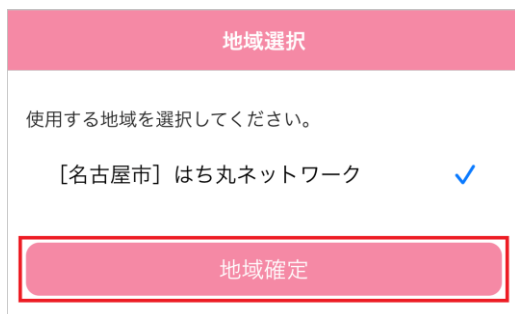 地域選択
使用する地域を選択してください。
［名古屋市］はち丸ネットワーク
地域確定